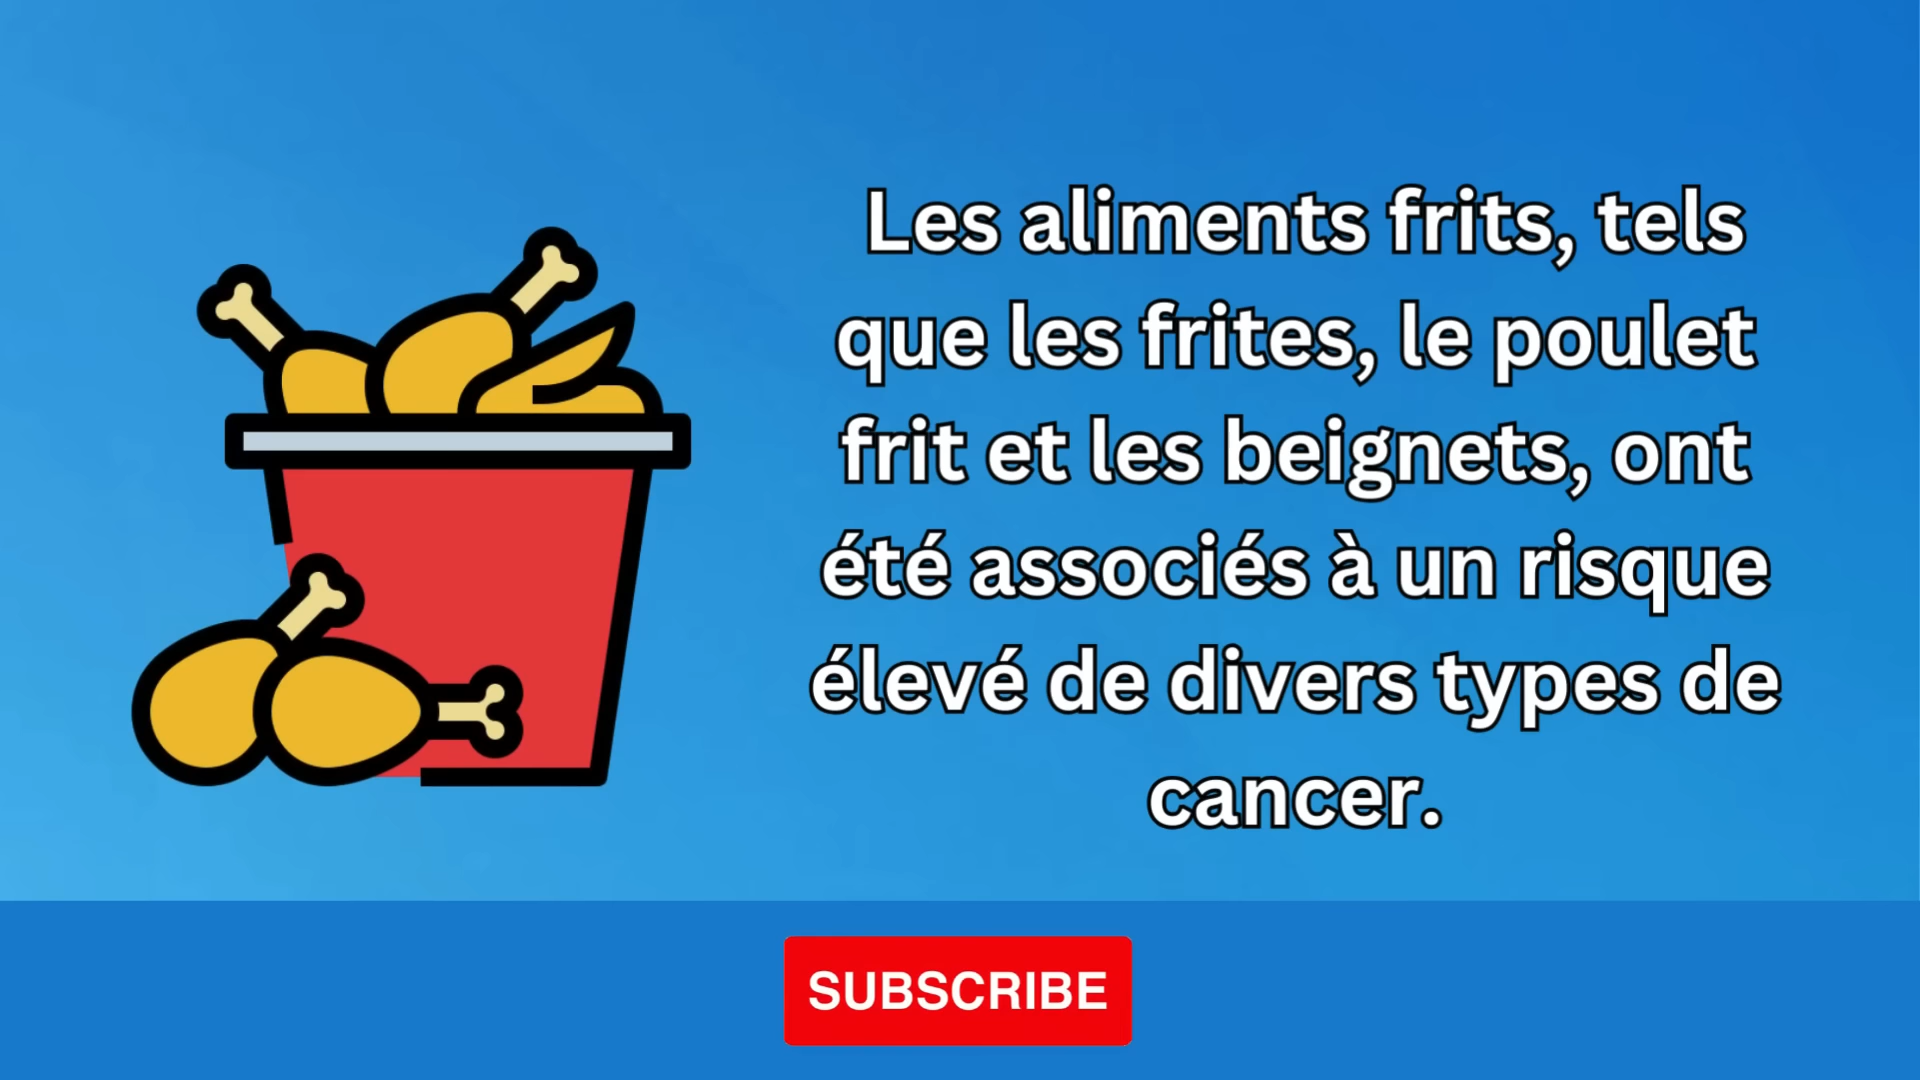 Les aliments frits, tels
que les frites, le poulet
frit et les beignets, ont
été associés à un risque
élevé de divers types de
cancer.
SUBSCRIBE